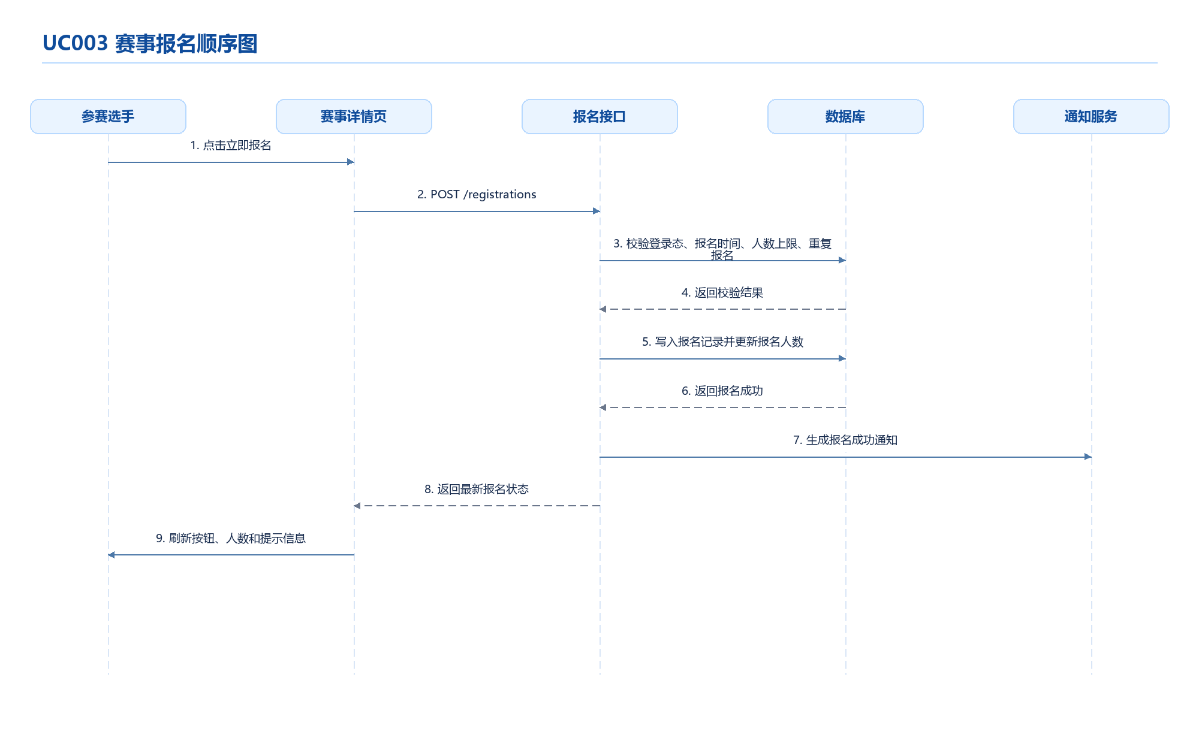 UC003 赛事报名顺序图
参赛选手
赛事详情页
报名接口
数据库
通知服务
1. 点击立即报名
2. POST /registrations
3. 校验登录态、报名时间、人数上限、重复
报名
4. 返回校验结果
5. 写入报名记录并更新报名人数
6. 返回报名成功
7. 生成报名成功通知
8. 返回最新报名状态
9. 刷新按钮、人数和提示信息